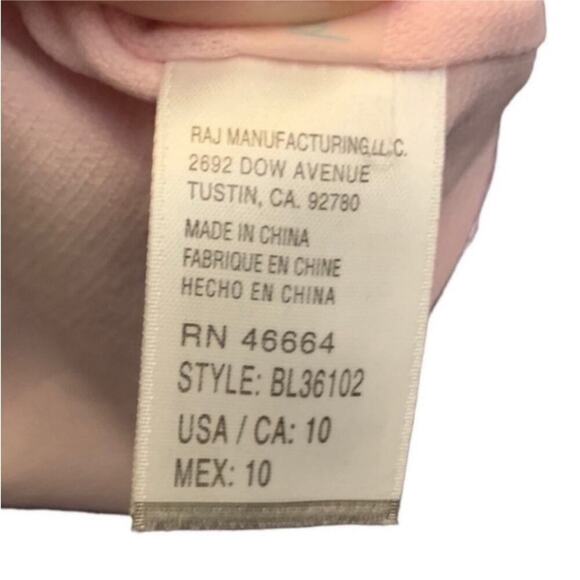 RAJ MANUFACTURING,LL.C.
2692 DOW AVENUE
TUSTIN, CA. 92780
MADE IN CHINA
FABRIQUE EN CHINE
HECHO EN CHINA
RN 46664
STYLE: BL36102
USA / CA: 10
MEX: 10